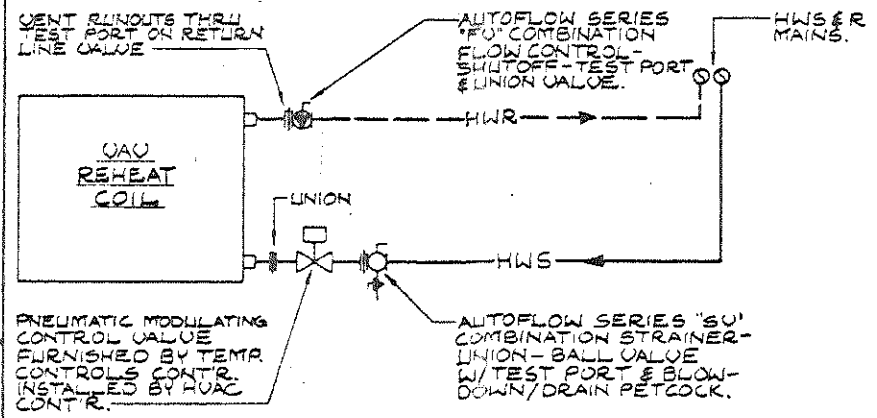 VENT RUNOUTS THRU
TEST PORT ON RETURN
LINE VALVE
AUTOFLOW SERIES
"FV" COMBINATION
FLOW CONTROL-
SHUTOFF-TEST PORT
& UNION VALVE.
HWS & R
MAINS.
HWR
VAV
REHEAT
COIL
UNION
HWS
PNEUMATIC MODULATING
CONTROL VALVE
FURNISHED BY TEMP.
CONTROLS CONT'R.
INSTALLED BY HVAC
CONT'R.
AUTOFLOW SERIES "SV"
COMBINATION STRAINER-
UNION-BALL VALVE
W/TEST PORT & BLOW-
DOWN/DRAIN PETCOCK.